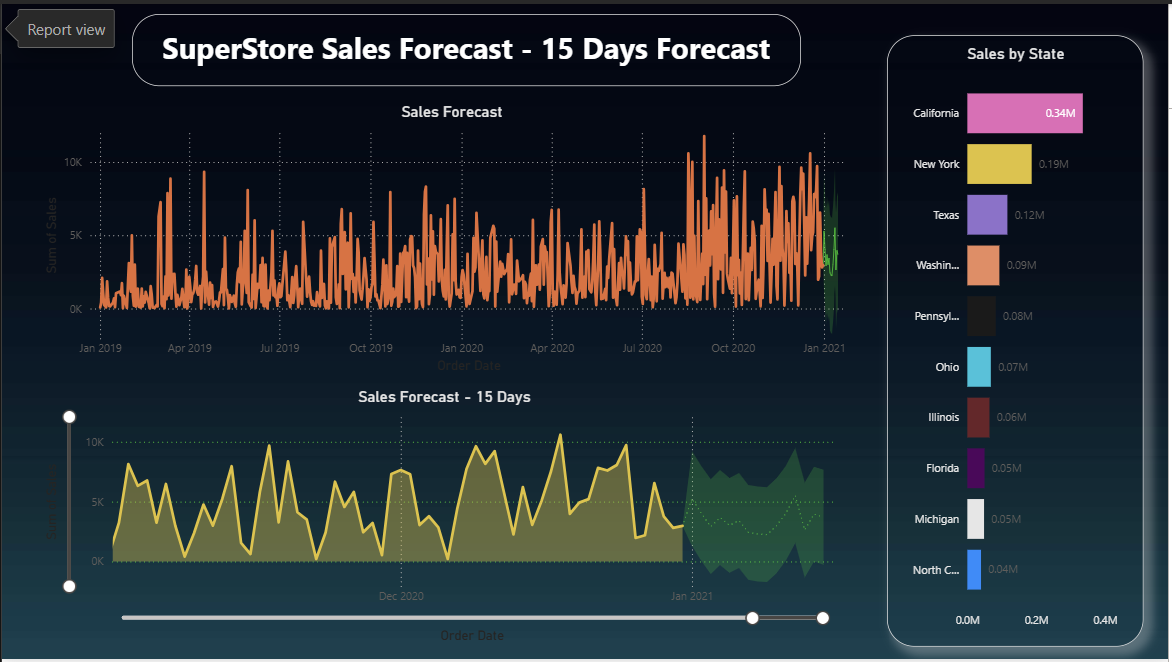 Report view
SuperStore Sales Forecast - 15 Days Forecast
Sales Forecast
10K
5K
0K
Sum of Sales
Jan 2019 Apr 2019 Jul 2019 Oct 2019 Jan 2020 Apr 2020 Jul 2020 Oct 2020 Jan 2021
Order Date
Sales Forecast - 15 Days
10K
5K
0K
Dec 2020 Jan 2021
Order Date
Sales by State
California 0.34M
New York 0.19M
Texas 0.12M
Washin... 0.09M
Pennsyl... 0.08M
Ohio 0.07M
Illinois 0.06M
Florida 0.05M
Michigan 0.05M
North C... 0.04M
0.0M 0.2M 0.4M